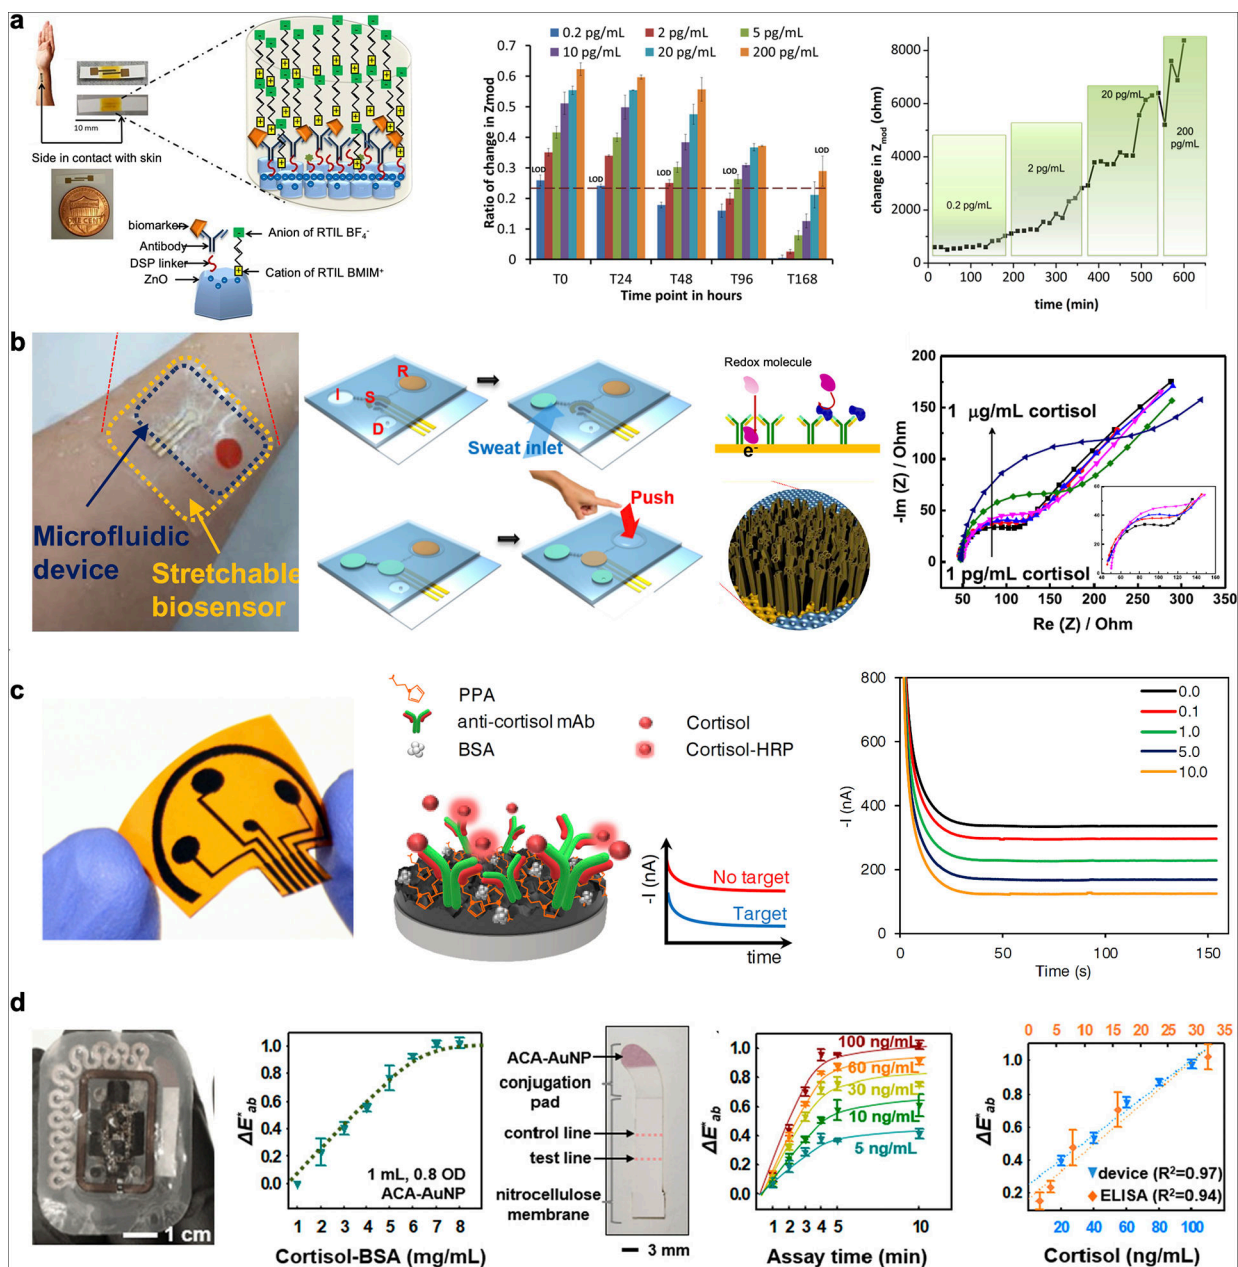 a
10 mm
Side in contact with skin
biomarker
Antibody
DSP linker
ZnO
Anion of RTIL BF₄⁻
Cation of RTIL BMIM⁺
0.2 pg/mL 2 pg/mL 5 pg/mL
10 pg/mL 20 pg/mL 200 pg/mL
Ratio of change in Zmod
0.7
0.6
0.5
0.4
0.3
0.2
0.1
0
LOD
LOD
LOD
LOD
LOD
T0 T24 T48 T96 T168
Time point in hours
change in Zmod (ohm)
8000
6000
4000
2000
0
0.2 pg/mL
2 pg/mL
20 pg/mL
200
pg/mL
0 100 200 300 400 500 600
time (min)
b
Microfluidic
device
Stretchable
biosensor
I
S
R
D
Sweat inlet
Push
Redox molecule
e⁻
-Im (Z) / Ohm
200
150
100
50
0
1 μg/mL cortisol
1 pg/mL cortisol
60
40
20
0
40 60 80 100 120 140 160
50 100 150 200 250 300 350
Re (Z) / Ohm
c
PPA
anti-cortisol mAb
BSA
Cortisol
Cortisol-HRP
-I (nA)
No target
Target
time
-I (nA)
800
600
400
200
0
0.0
0.1
1.0
5.0
10.0
0 50 100 150
Time (s)
d
1 cm
ΔE*ab
1.0
0.8
0.6
0.4
0.2
0.0
1 mL, 0.8 OD
ACA-AuNP
1 2 3 4 5 6 7 8
Cortisol-BSA (mg/mL)
ACA-AuNP
conjugation
pad
control line
test line
nitrocellulose
membrane
3 mm
ΔE*ab
1.0
0.8
0.6
0.4
0.2
0.0
100 ng/mL
60 ng/mL
30 ng/mL
10 ng/mL
5 ng/mL
1 2 3 4 5 10
Assay time (min)
Cortisol (ng/mL)
0 5 10 15 20 25 30 35
ΔE*ab
1.0
0.8
0.6
0.4
0.2
device (R²=0.97)
ELISA (R²=0.94)
20 40 60 80 100
Cortisol (ng/mL)